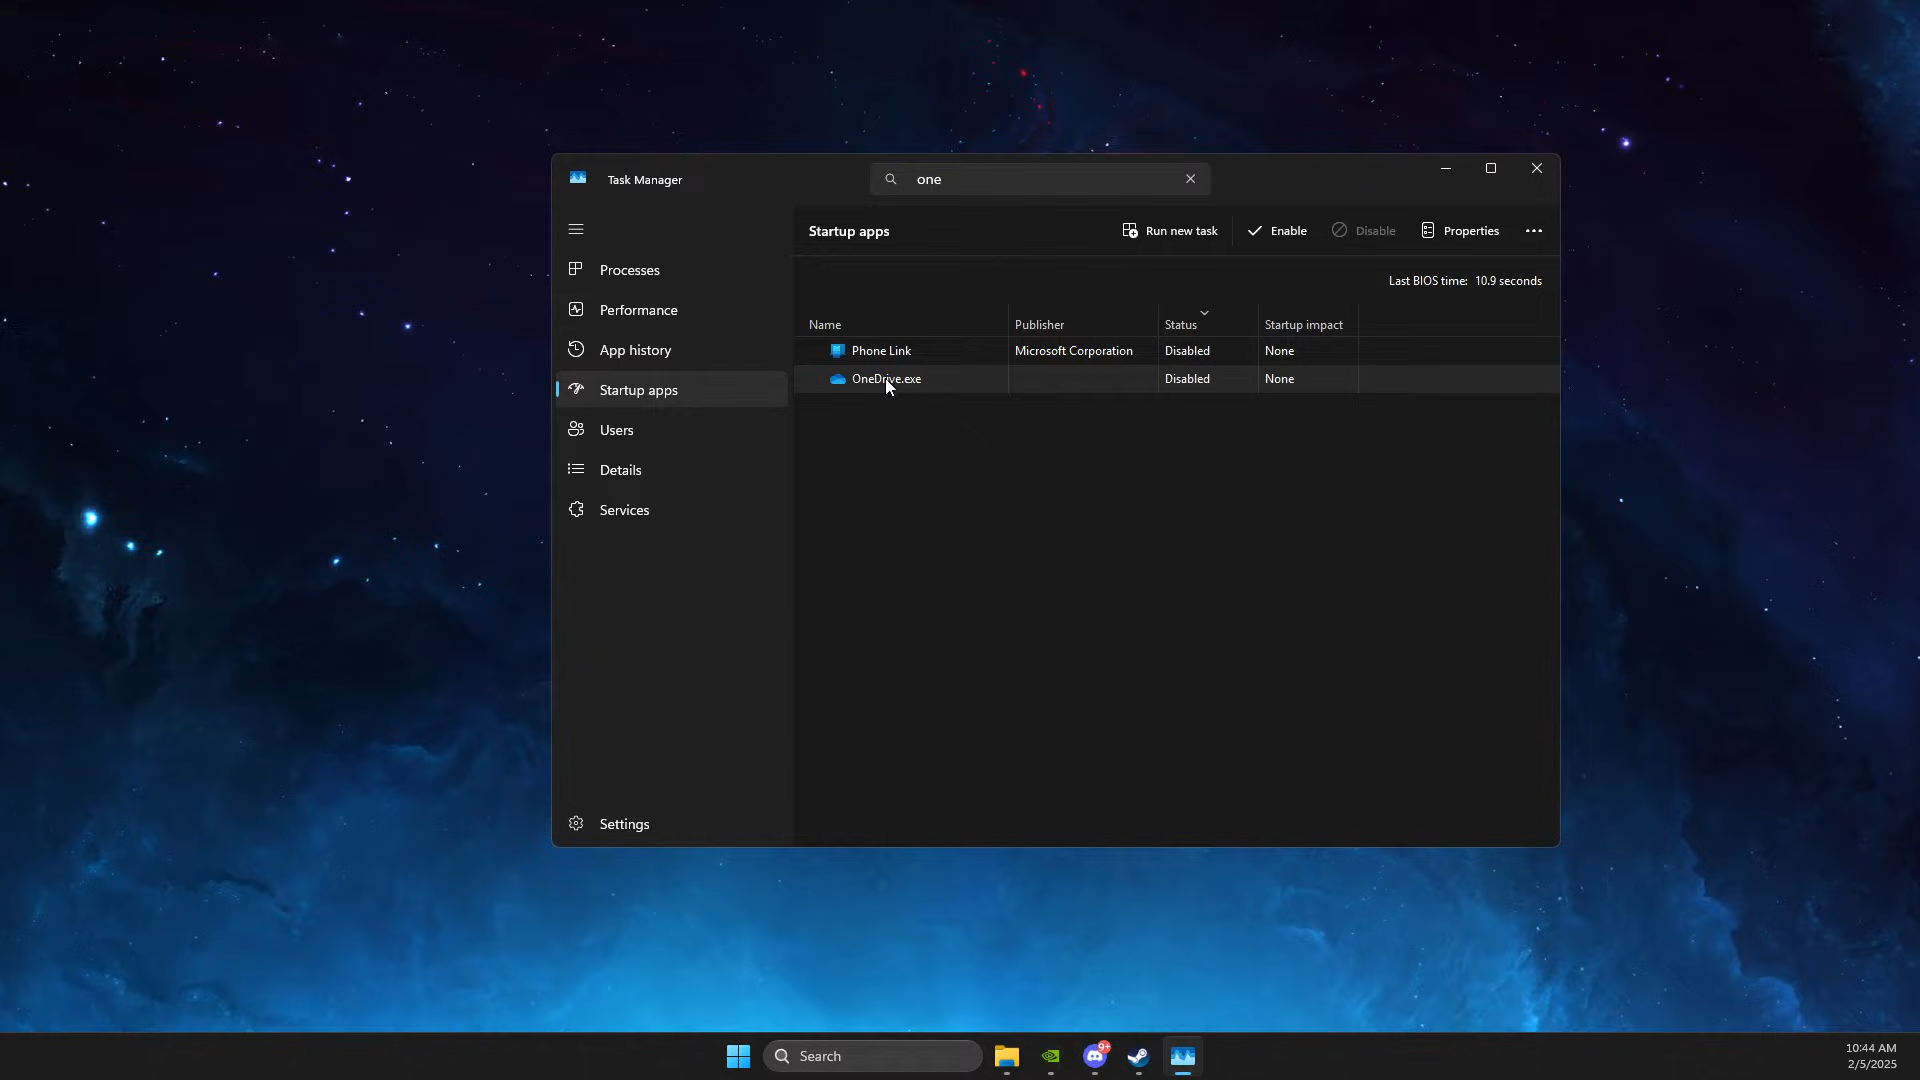 Task Manager
one
Startup apps
Run new task
Enable
Disable
Properties
Last BIOS time: 10.9 seconds
Name
Publisher
Status
Startup impact
Phone Link
Microsoft Corporation
Disabled
None
OneDrive.exe
Disabled
None
Processes
Performance
App history
Startup apps
Users
Details
Services
Settings
Search
9+
10:44 AM
2/5/2025